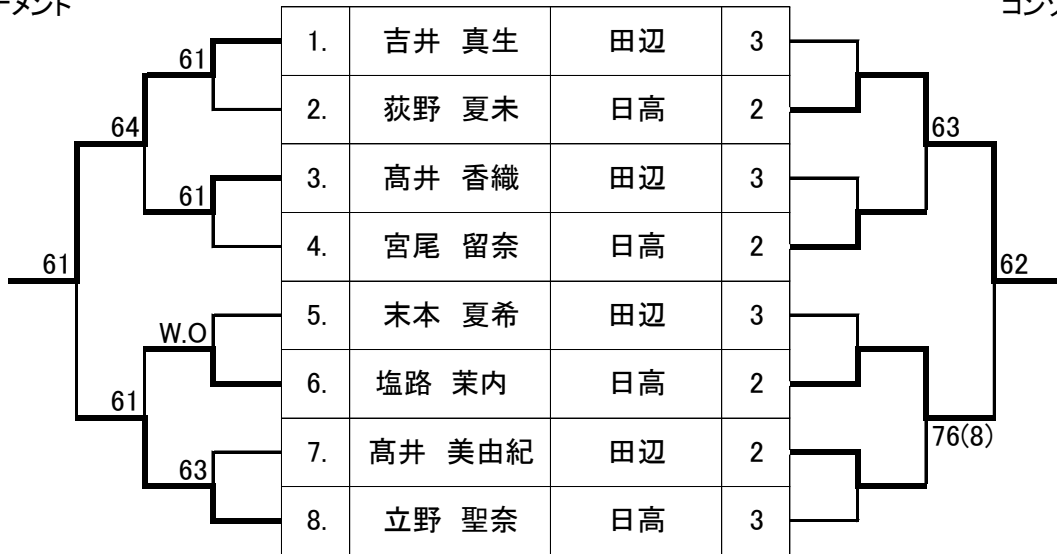 ーメント
コンソ
1. 吉井 真生 田辺 3
61
2. 荻野 夏未 日高 2
64
63
3. 髙井 香織 田辺 3
61
4. 宮尾 留奈 日高 2
61
62
5. 末本 夏希 田辺 3
W.O
6. 塩路 茉内 日高 2
61
76(8)
7. 髙井 美由紀 田辺 2
63
8. 立野 聖奈 日高 3